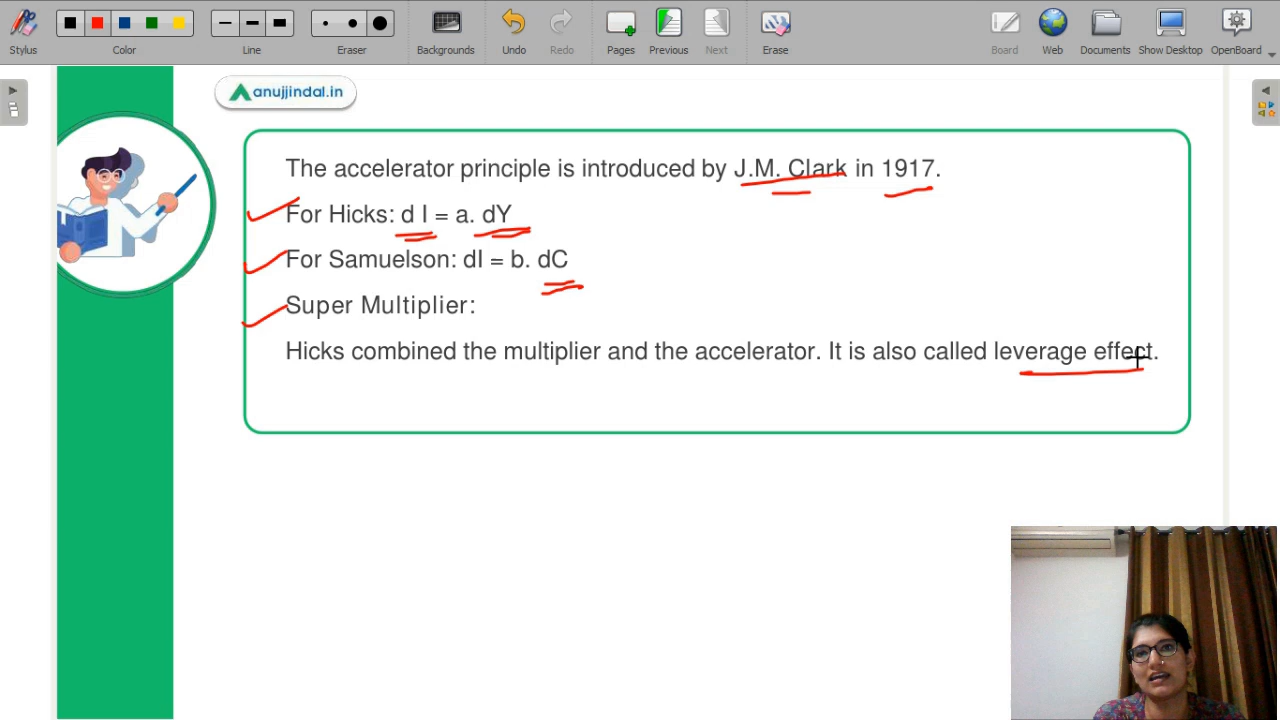 Stylus
Color
Line
Eraser
Backgrounds
Undo
Redo
Pages
Previous
Next
Erase
Board
Web
Documents
Show Desktop
OpenBoard
anujjindal.in
The accelerator principle is introduced by J.M. Clark in 1917.
For Hicks: d I = a. dY
For Samuelson: dI = b. dC
Super Multiplier:
Hicks combined the multiplier and the accelerator. It is also called leverage effect.